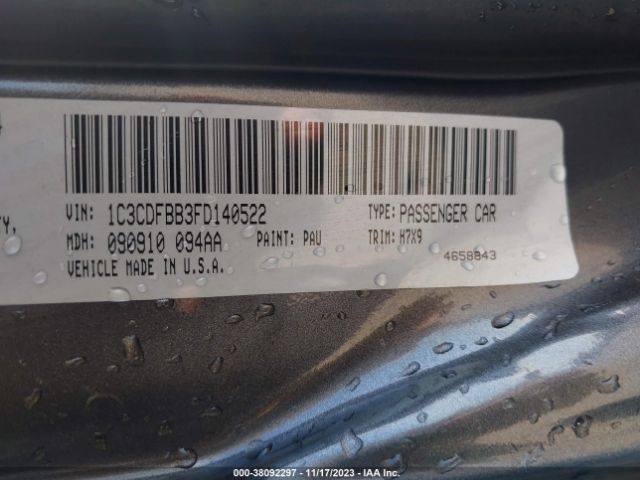 VIN: 1C3CDFBB3FD140522 TYPE: PASSENGER CAR
TY,
MDH: 090910 094AA PAINT: PAU TRIM: H7X9
VEHICLE MADE IN U.S.A. 4658843
000-38092297 - 11/17/2023 - IAA Inc.